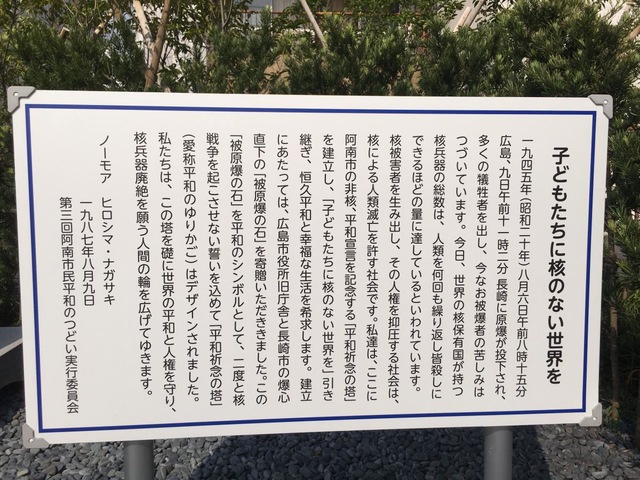 子どもたちに核のない世界を
一九四五年（昭和二十年）八月六日午前八時十五分
広島、九日午前十一時二分 長崎に原爆が投下され、
多くの犠牲者を出し、今なお被爆者の苦しみは
つづいています。今日、世界の核保有国が持つ
核兵器の総数は、人類を何回も繰り返し皆殺しに
できるほどの量に達しているといわれています。
核被害者を生み出し、その人権を抑圧する社会は、
核による人類滅亡を許す社会です。私達は、ここに
阿南市の非核、平和宣言を記念する「平和祈念の塔」
を建立し、「子どもたちに核のない世界を」引き
継ぎ、恒久平和と幸福な生活を希求します。建立
にあたっては、広島市役所旧庁舎と長崎市の爆心
直下の「被原爆の石」を寄贈いただききました。この
「被原爆の石」を平和のシンボルとして、二度と核
戦争を起こさせない誓いを込めて「平和祈念の塔」
（愛称平和のゆりかご）はデザインされました。
私たちは、この塔を礎に世界の平和と人権を守り、
核兵器廃絶を願う人間の輪を広げてゆきます。
ノーモア ヒロシマ・ナガサキ
一九八七年八月九日
第三回阿南市民平和のつどい実行委員会